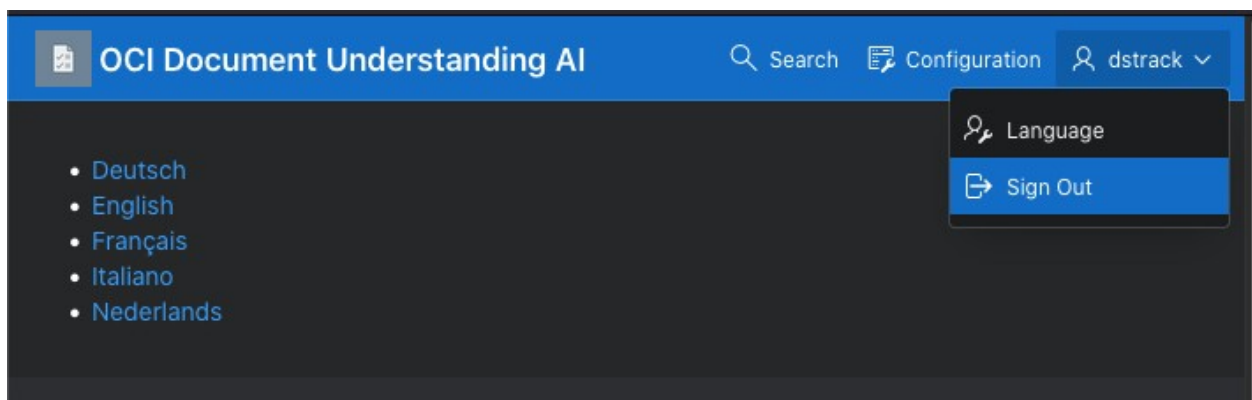 OCI Document Understanding AI Search Configuration dstrack
Language
Sign Out
Deutsch
English
Français
Italiano
Nederlands